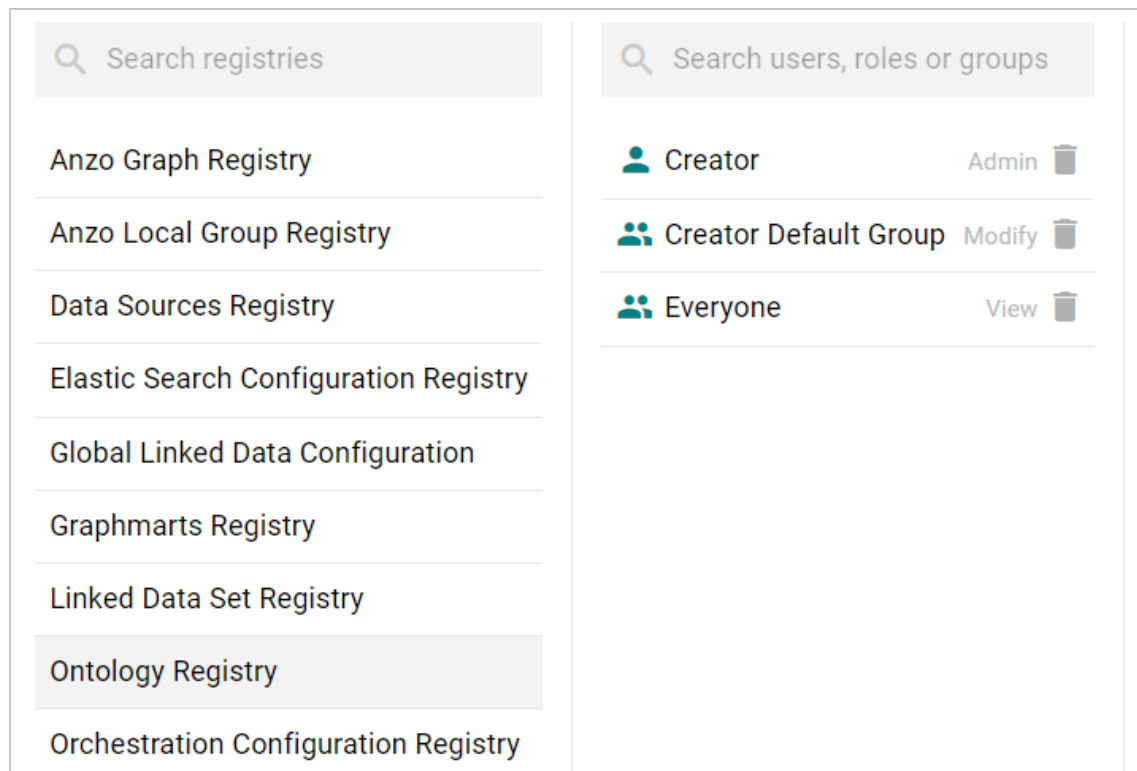 Search registries
Anzo Graph Registry
Anzo Local Group Registry
Data Sources Registry
Elastic Search Configuration Registry
Global Linked Data Configuration
Graphmarts Registry
Linked Data Set Registry
Ontology Registry
Orchestration Configuration Registry
Search users, roles or groups
Creator Admin
Creator Default Group Modify
Everyone View